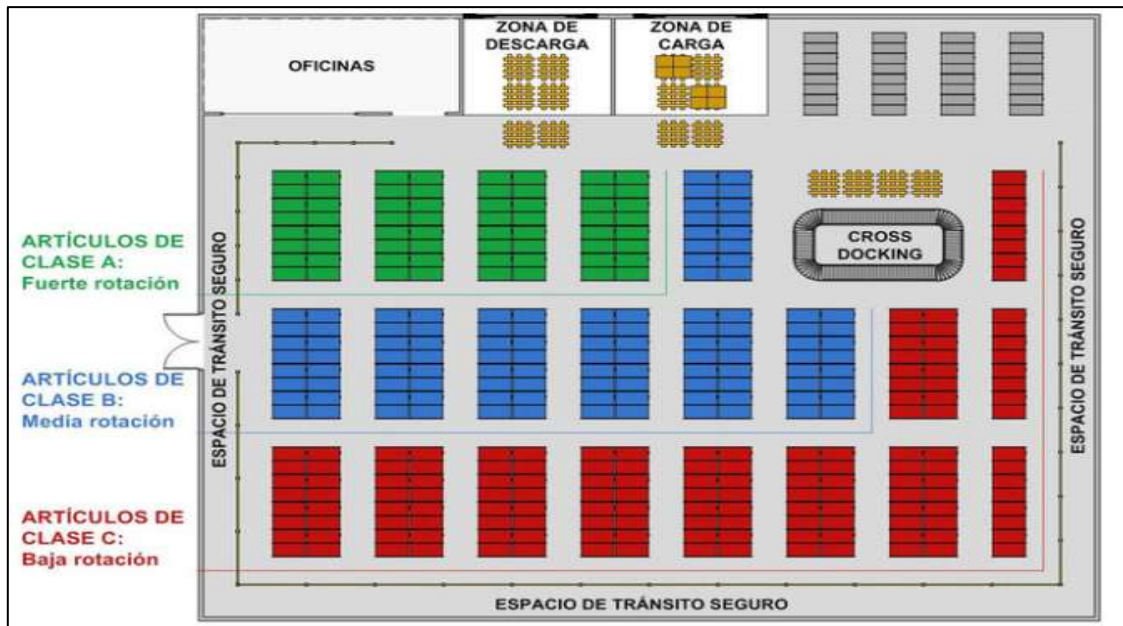 OFICINAS
ZONA DE
DESCARGA
ZONA DE
CARGA
ARTÍCULOS DE
CLASE A:
Fuerte rotación
CROSS
DOCKING
ARTÍCULOS DE
CLASE B:
Media rotación
ARTÍCULOS DE
CLASE C:
Baja rotación
ESPACIO DE TRÁNSITO SEGURO
ESPACIO DE TRÁNSITO SEGURO
ESPACIO DE TRÁNSITO SEGURO